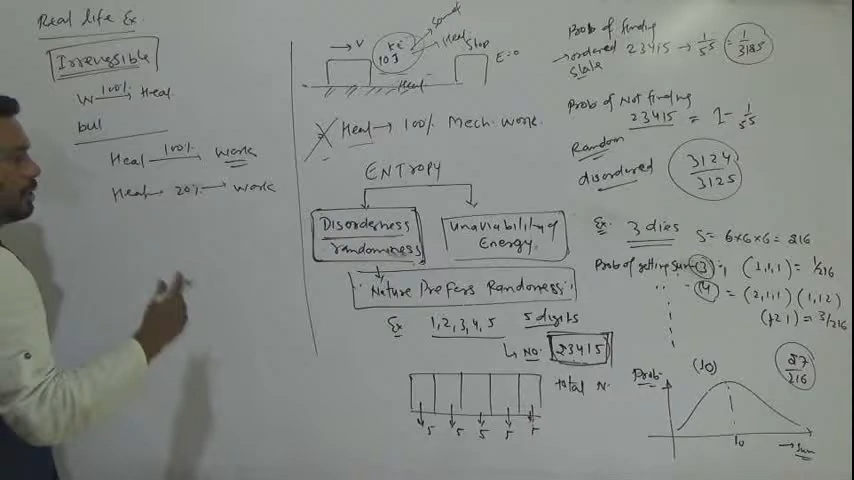 Real life Ex.
Irreversible
W 100% Heat
but
Heat 100% work
Heat 20% work
V
KE
10J
Sound
Heat
Stop
E=0
Heat
Heat → 100% Mech. work.
ENTROPY
Disorderness
randomness
Unavailability of
Energy.
Nature Prefers Randomness
Ex 1,2,3,4,5 5 digits
No. 23415
total N.
5 5 5 5 5
Prob of finding
→ ordered 23415 → 1/5^5 = 1/3125
State
Prob of Not finding
23415 = 1 - 1/5^5
Random
disordered 3124/3125
Ex. 3 dies S = 6×6×6 = 216
Prob of getting sum (3) (1,1,1) = 1/216
" " (4) = (2,1,1) (1,1,2)
(1,2,1) = 3/216
27/216
Prob. (10)
10 → Sum